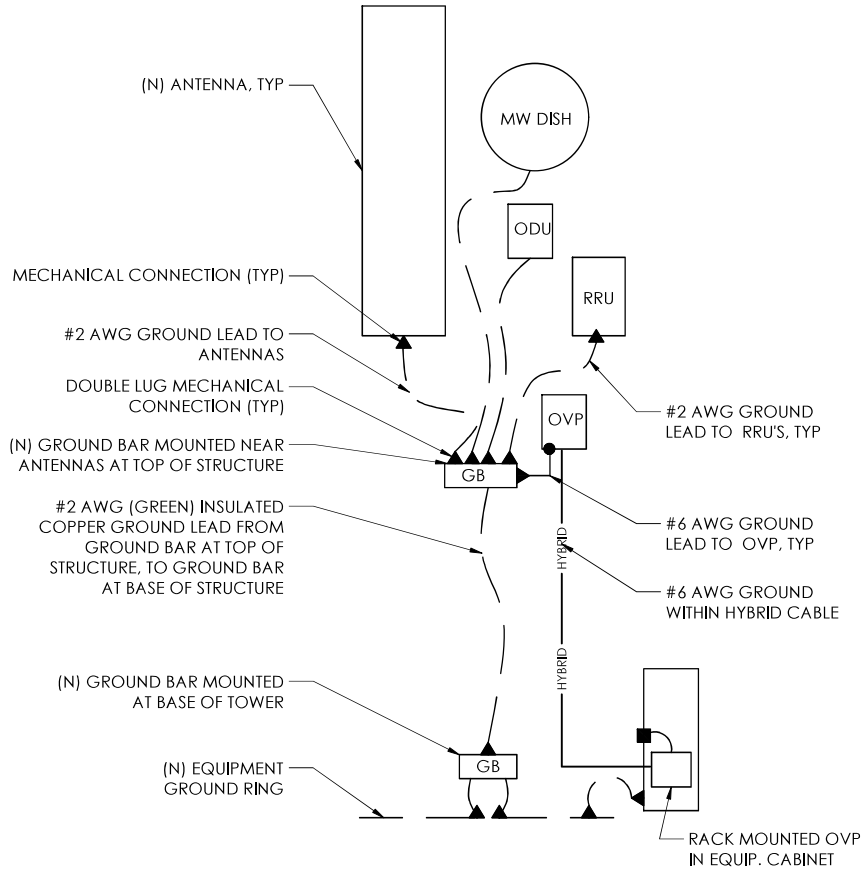 (N) ANTENNA, TYP
MW DISH
ODU
MECHANICAL CONNECTION (TYP)
RRU
#2 AWG GROUND LEAD TO
ANTENNAS
DOUBLE LUG MECHANICAL
CONNECTION (TYP)
OVP
#2 AWG GROUND
LEAD TO RRU'S, TYP
(N) GROUND BAR MOUNTED NEAR
ANTENNAS AT TOP OF STRUCTURE
GB
#2 AWG (GREEN) INSULATED
COPPER GROUND LEAD FROM
GROUND BAR AT TOP OF
STRUCTURE, TO GROUND BAR
AT BASE OF STRUCTURE
#6 AWG GROUND
LEAD TO OVP, TYP
HYBRID
#6 AWG GROUND
WITHIN HYBRID CABLE
HYBRID
(N) GROUND BAR MOUNTED
AT BASE OF TOWER
GB
(N) EQUIPMENT
GROUND RING
RACK MOUNTED OVP
IN EQUIP. CABINET